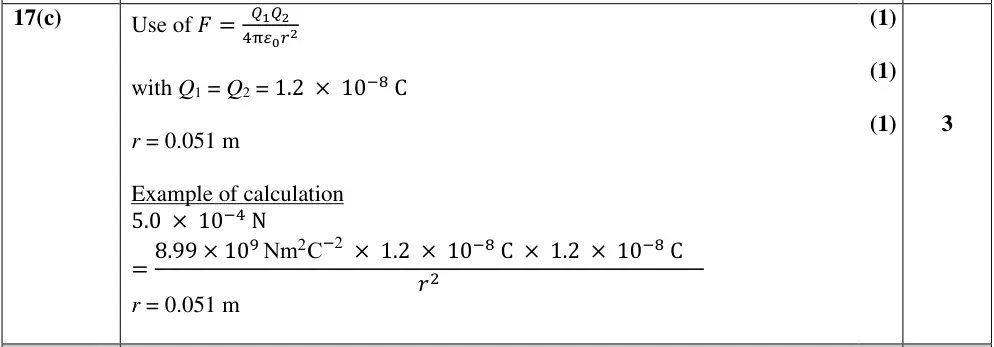 17(c) Use of F = Q₁Q₂ / 4πε₀r² (1)
with Q₁ = Q₂ = 1.2 × 10⁻⁸ C (1)
r = 0.051 m (1) 3
Example of calculation
5.0 × 10⁻⁴ N
= 8.99 × 10⁹ Nm²C⁻² × 1.2 × 10⁻⁸ C × 1.2 × 10⁻⁸ C / r²
r = 0.051 m